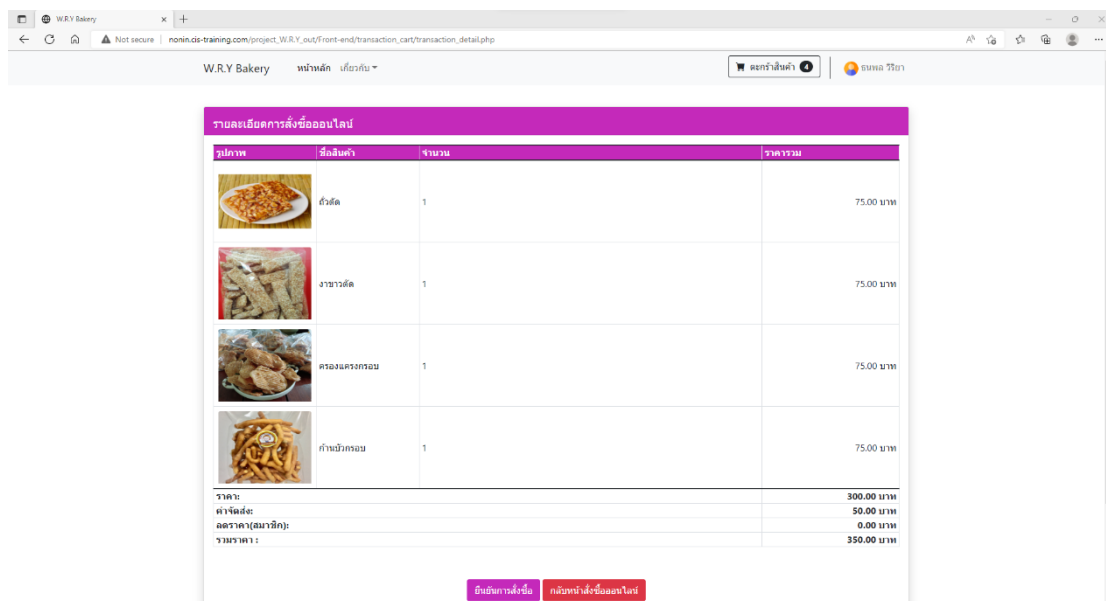 W.R.Y Bakery
Not secure nonin.cis-training.com/project_W.R.Y_out/Front-end/transaction_cart/transaction_detail.php
W.R.Y Bakery หน้าหลัก เกี่ยวกับ ตะกร้าสินค้า 4 ธนพล วิริยา
รายละเอียดการสั่งซื้อออนไลน์
รูปภาพ ชื่อสินค้า จำนวน ราคารวม
ถั่วตัด 1 75.00 บาท
งาขาวตัด 1 75.00 บาท
ครองแครงกรอบ 1 75.00 บาท
ก้านบัวกรอบ 1 75.00 บาท
ราคา: 300.00 บาท
ค่าจัดส่ง: 50.00 บาท
ลดราคา(สมาชิก): 0.00 บาท
รวมราคา : 350.00 บาท
ยืนยันการสั่งซื้อ กลับหน้าสั่งซื้อออนไลน์